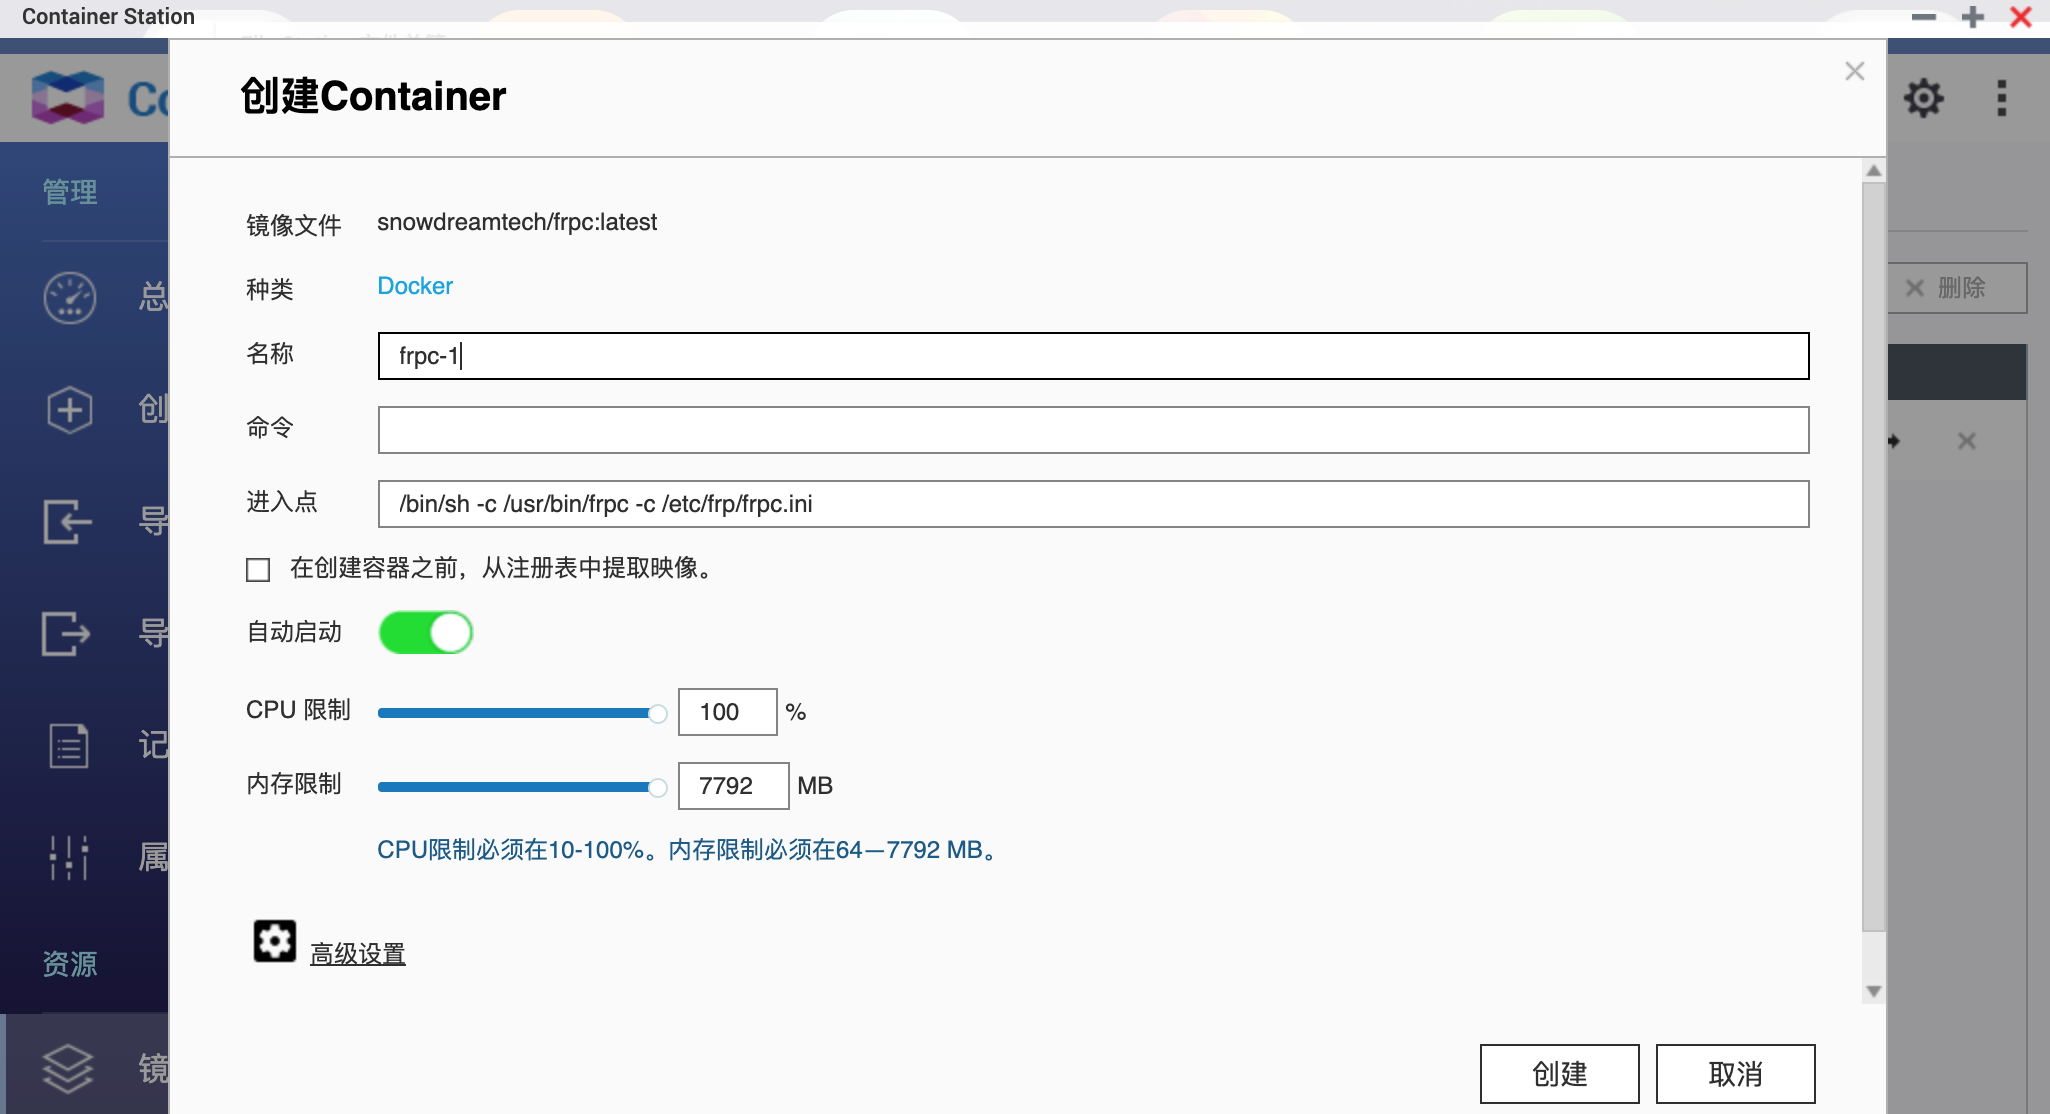 Container Station
创建Container
管理
镜像文件 snowdreamtech/frpc:latest
种类 Docker
总
删除
名称 frpc-1
创
命令
进入点 /bin/sh -c /usr/bin/frpc -c /etc/frp/frpc.ini
导
在创建容器之前，从注册表中提取映像。
自动启动
导
CPU 限制 100 %
记
内存限制 7792 MB
CPU限制必须在10-100%。内存限制必须在64—7792 MB。
属
高级设置
资源
镜
创建 取消